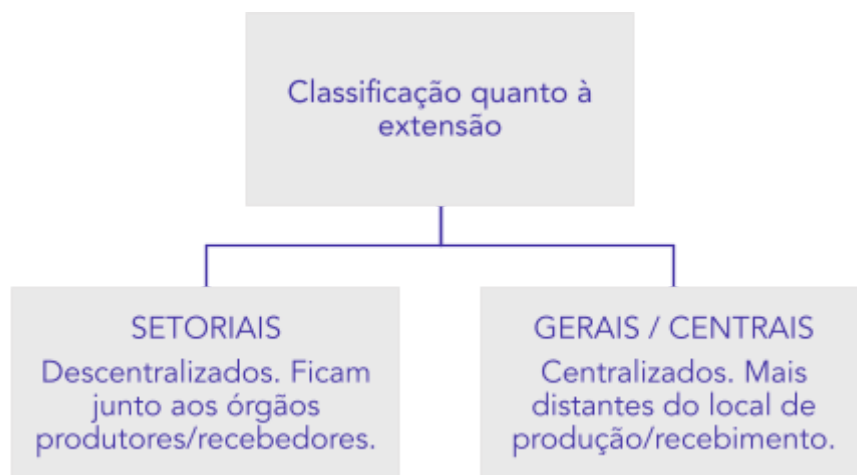 Classificação quanto à
extensão
SETORIAIS
Descentralizados. Ficam
junto aos órgãos
produtores/recebedores.
GERAIS / CENTRAIS
Centralizados. Mais
distantes do local de
produção/recebimento.